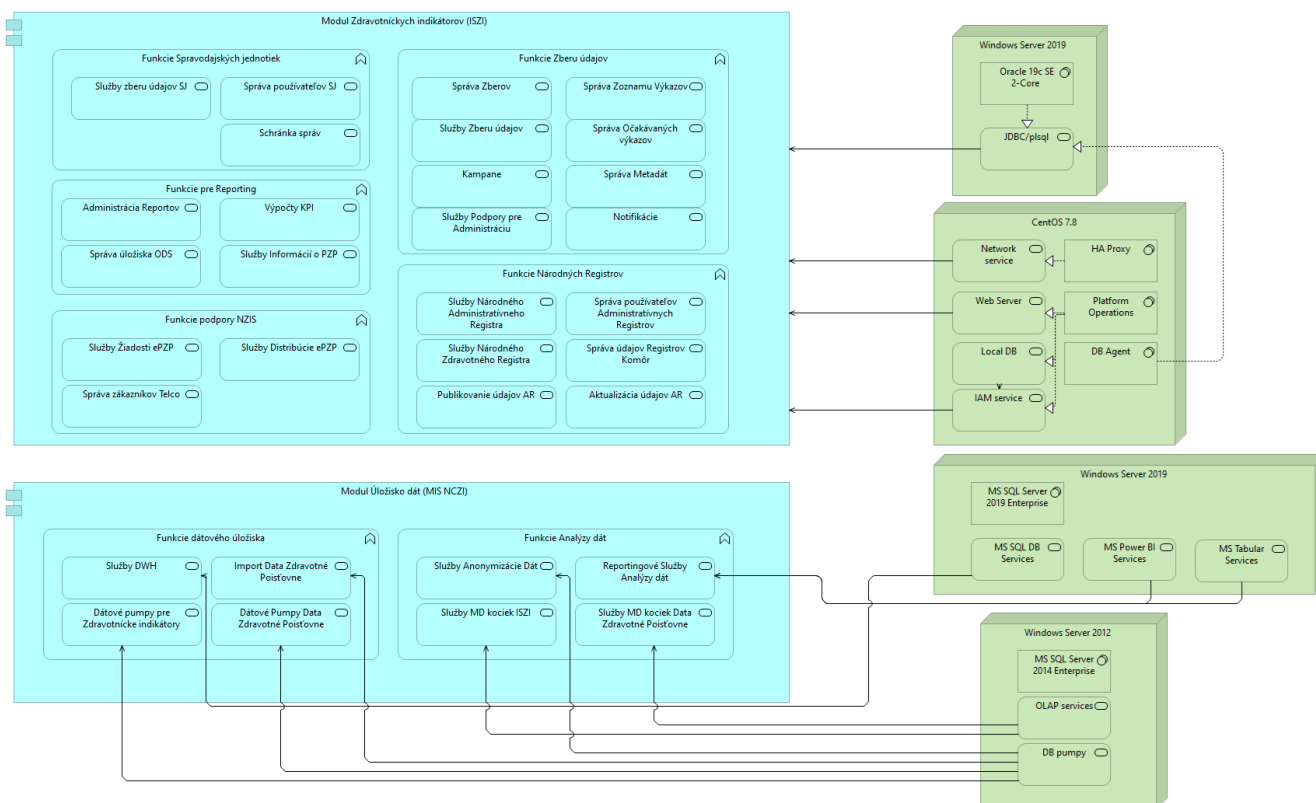 Modul Zdravotníckych indikátorov (ISZI)
Funkcie Spravodajských jednotiek
Služby zberu údajov SJ
Správa používateľov SJ
Schránka správ
Funkcie pre Reporting
Administrácia Reportov
Výpočty KPI
Správa úložiska ODS
Služby Informácií o PZP
Funkcie podpory NZIS
Služby Žiadosti ePZP
Služby Distribúcie ePZP
Správa zákazníkov Telco
Funkcie Zberu údajov
Správa Zberov
Správa Zoznamu Výkazov
Služby Zberu údajov
Správa Očakávaných
výkazov
Kampane
Správa Metadát
Služby Podpory pre
Administráciu
Notifikácie
Funkcie Národných Registrov
Služby Národného
Administratívneho
Registra
Správa používateľov
Administratívnych
Registrov
Služby Národného
Zdravotného Registra
Správa údajov Registrov
Komôr
Publikovanie údajov AR
Aktualizácia údajov AR
Windows Server 2019
Oracle 19c SE
2-Core
JDBC/plsql
CentOS 7.8
Network
service
HA Proxy
Web Server
Platform
Operations
Local DB
DB Agent
IAM service
Modul Úložisko dát (MIS NCZI)
Funkcie dátového úložiska
Služby DWH
Import Data Zdravotné
Poisťovne
Dátové pumpy pre
Zdravotnícke indikátory
Dátové Pumpy Data
Zdravotné Poisťovne
Funkcie Analýzy dát
Služby Anonymizácie Dát
Reportingové Služby
Analýzy dát
Služby MD kociek ISZI
Služby MD kociek Data
Zdravotné Poisťovne
Windows Server 2019
MS SQL Server
2019 Enterprise
MS SQL DB
Services
MS Power BI
Services
MS Tabular
Services
Windows Server 2012
MS SQL Server
2014 Enterprise
OLAP services
DB pumpy